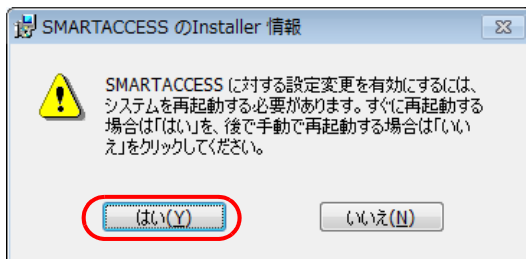 SMARTACCESS のInstaller 情報
SMARTACCESS に対する設定変更を有効にするには、
システムを再起動する必要があります。すぐに再起動する
場合は「はい」を、後で手動で再起動する場合は「いい
え」をクリックしてください。
はい(Y) いいえ(N)